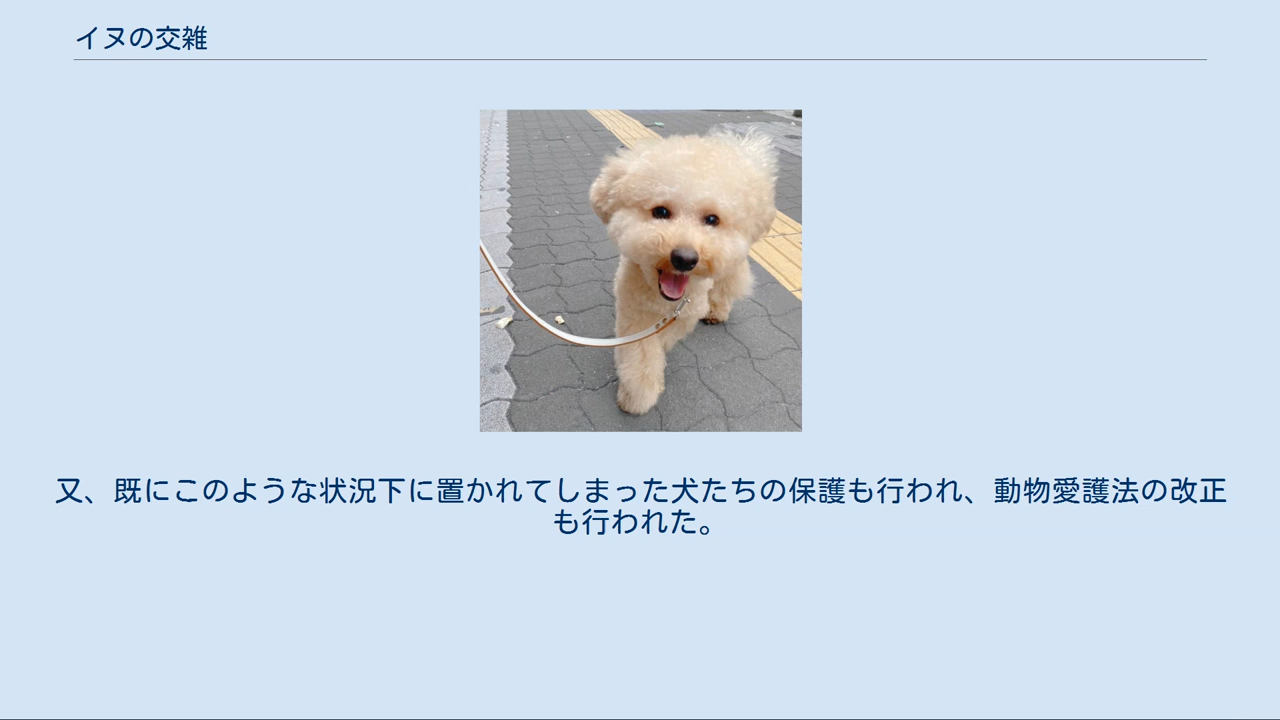 イヌの交雑
又、既にこのような状況下に置かれてしまった犬たちの保護も行われ、動物愛護法の改正
も行われた。